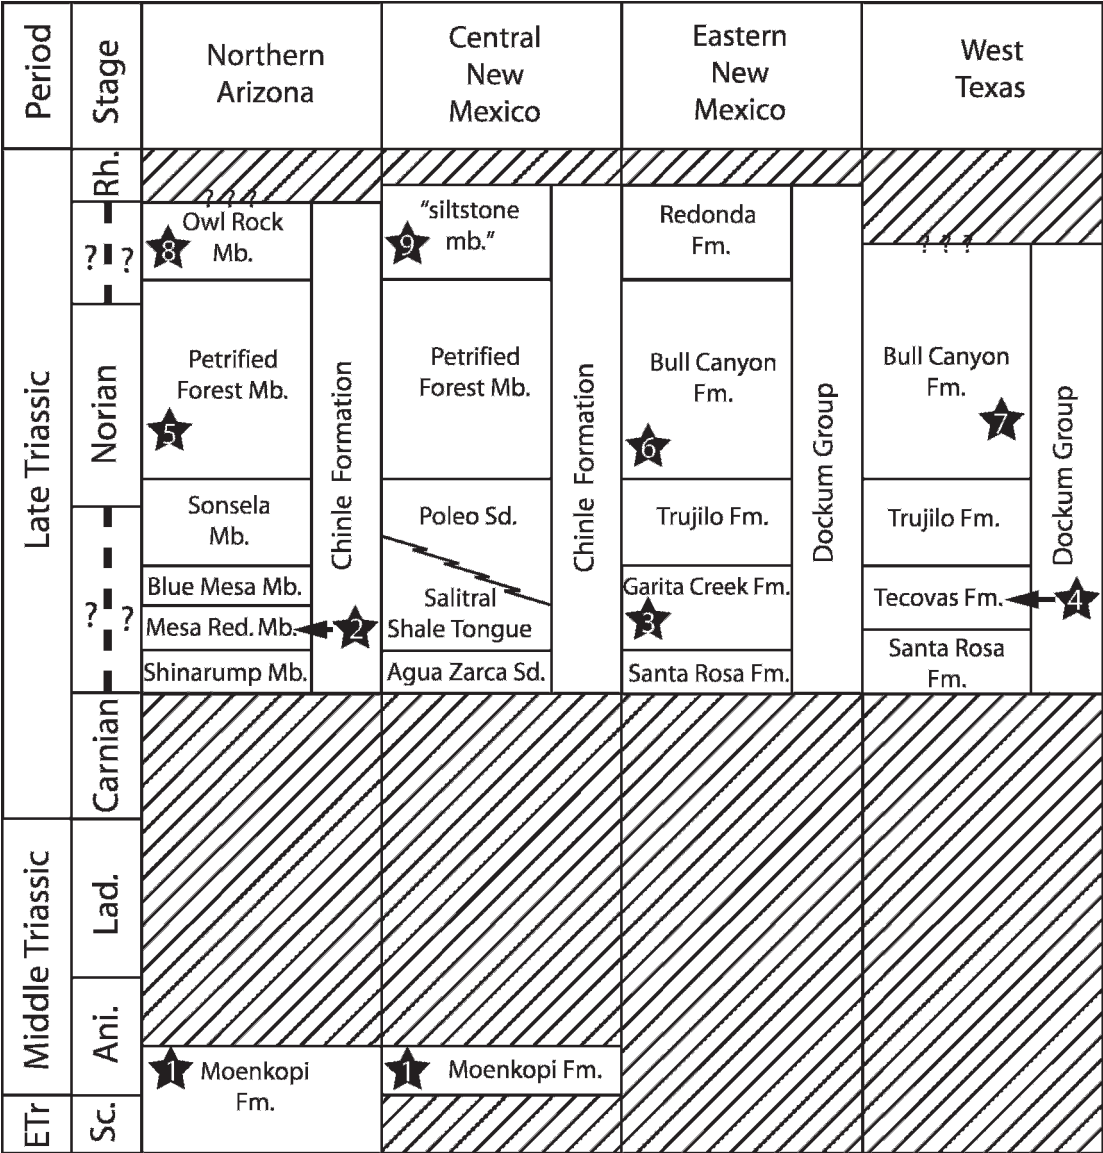 Period
Stage
Northern
Arizona
Central
New
Mexico
Eastern
New
Mexico
West
Texas
Late Triassic
Middle Triassic
ETr
Rh.
? ?
Norian
? ?
Carnian
Lad.
Ani.
Sc.
? ? ?
Owl Rock
Mb.
8
Petrified
Forest Mb.
5
Sonsela
Mb.
Blue Mesa Mb.
Mesa Red. Mb.
2
Shinarump Mb.
Chinle Formation
1
Moenkopi
Fm.
"siltstone
mb."
9
Petrified
Forest Mb.
Poleo Sd.
Salitral
Shale Tongue
Agua Zarca Sd.
Chinle Formation
1
Moenkopi Fm.
Redonda
Fm.
Bull Canyon
Fm.
6
Trujilo Fm.
Garita Creek Fm.
3
Santa Rosa Fm.
Dockum Group
? ? ?
Bull Canyon
Fm.
7
Trujilo Fm.
Tecovas Fm.
4
Santa Rosa
Fm.
Dockum Group